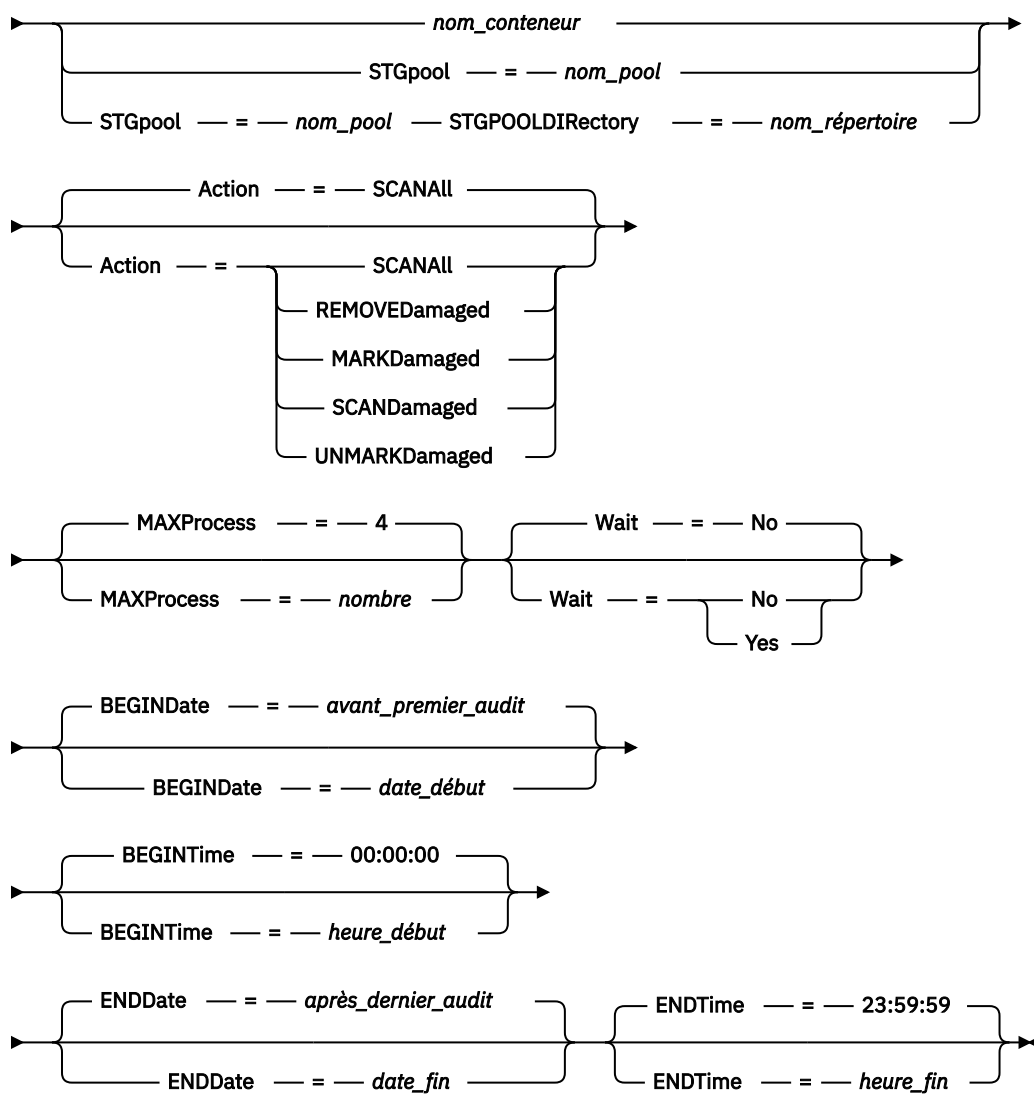 nom_conteneur
STGpool = nom_pool
STGpool = nom_pool STGPOOLDIRectory = nom_répertoire
Action = SCANAll
Action = SCANAll
REMOVEDamaged
MARKDamaged
SCANDamaged
UNMARKDamaged
MAXProcess = 4 Wait = No
MAXProcess = nombre Wait = No
Yes
BEGINDate = avant_premier_audit
BEGINDate = date_début
BEGINTime = 00:00:00
BEGINTime = heure_début
ENDDate = après_dernier_audit ENDTime = 23:59:59
ENDDate = date_fin ENDTime = heure_fin